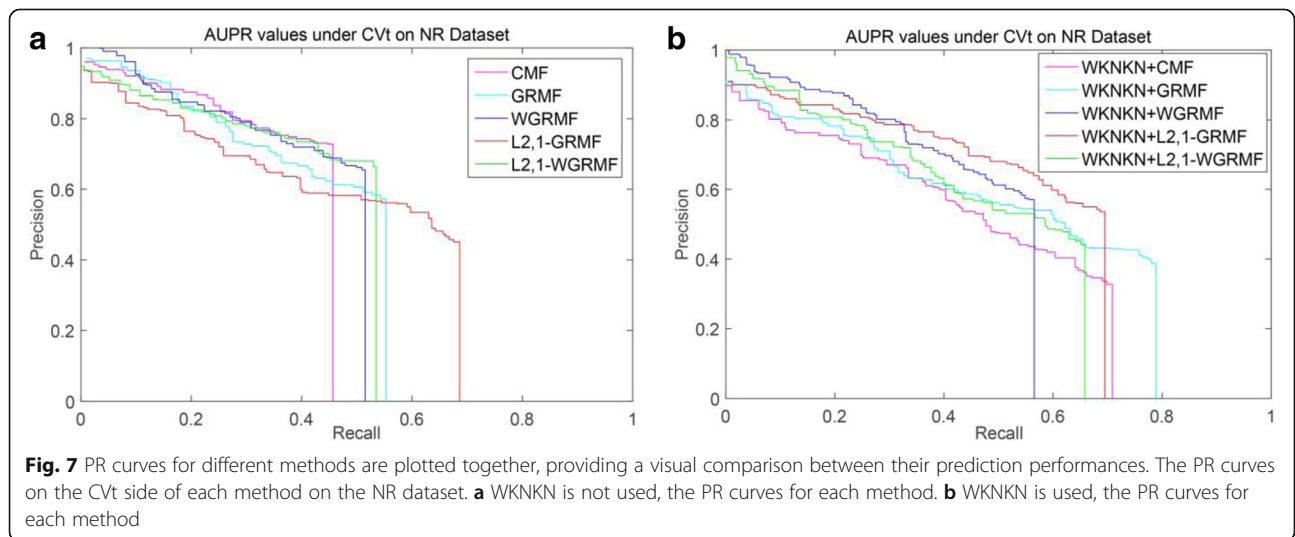 a
AUPR values under CVt on NR Dataset
1
0.8
0.6
0.4
0.2
0
Precision
0
0.2
0.4
0.6
0.8
1
Recall
CMF
GRMF
WGRMF
L2,1-GRMF
L2,1-WGRMF
b
AUPR values under CVt on NR Dataset
1
0.8
0.6
0.4
0.2
0
Precision
0
0.2
0.4
0.6
0.8
1
Recall
WKNKN+CMF
WKNKN+GRMF
WKNKN+WGRMF
WKNKN+L2,1-GRMF
WKNKN+L2,1-WGRMF
Fig. 7 PR curves for different methods are plotted together, providing a visual comparison between their prediction performances. The PR curves
on the CVt side of each method on the NR dataset. a WKNKN is not used, the PR curves for each method. b WKNKN is used, the PR curves for
each method